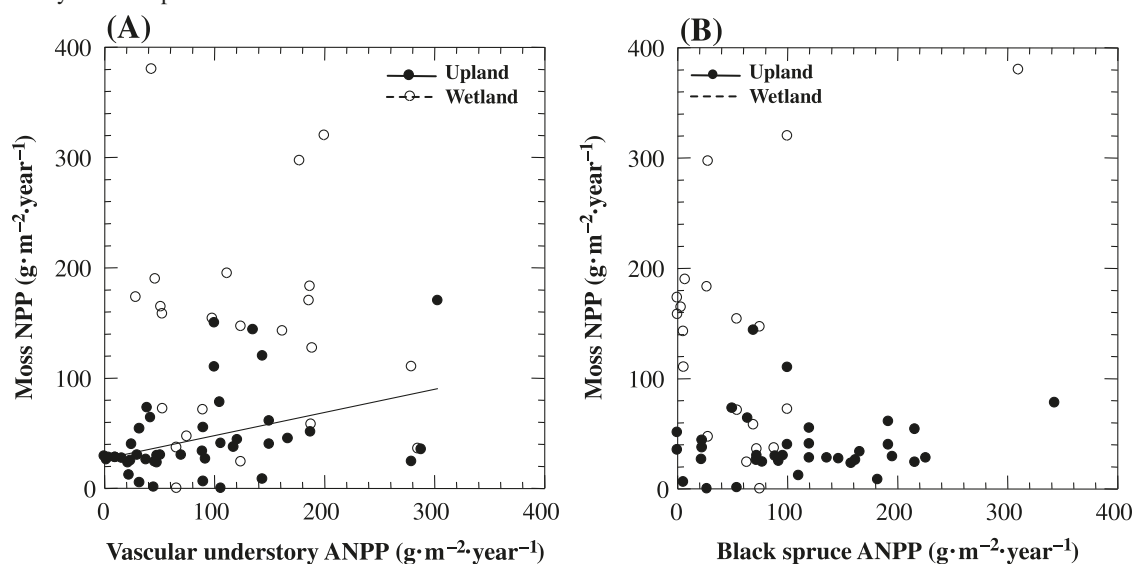 (A)
400
300
200
100
0
Moss NPP (g·m−2·year−1)
Upland
Wetland
0 100 200 300 400
Vascular understory ANPP (g·m−2·year−1)
(B)
400
300
200
100
0
Moss NPP (g·m−2·year−1)
Upland
Wetland
0 100 200 300 400
Black spruce ANPP (g·m−2·year−1)